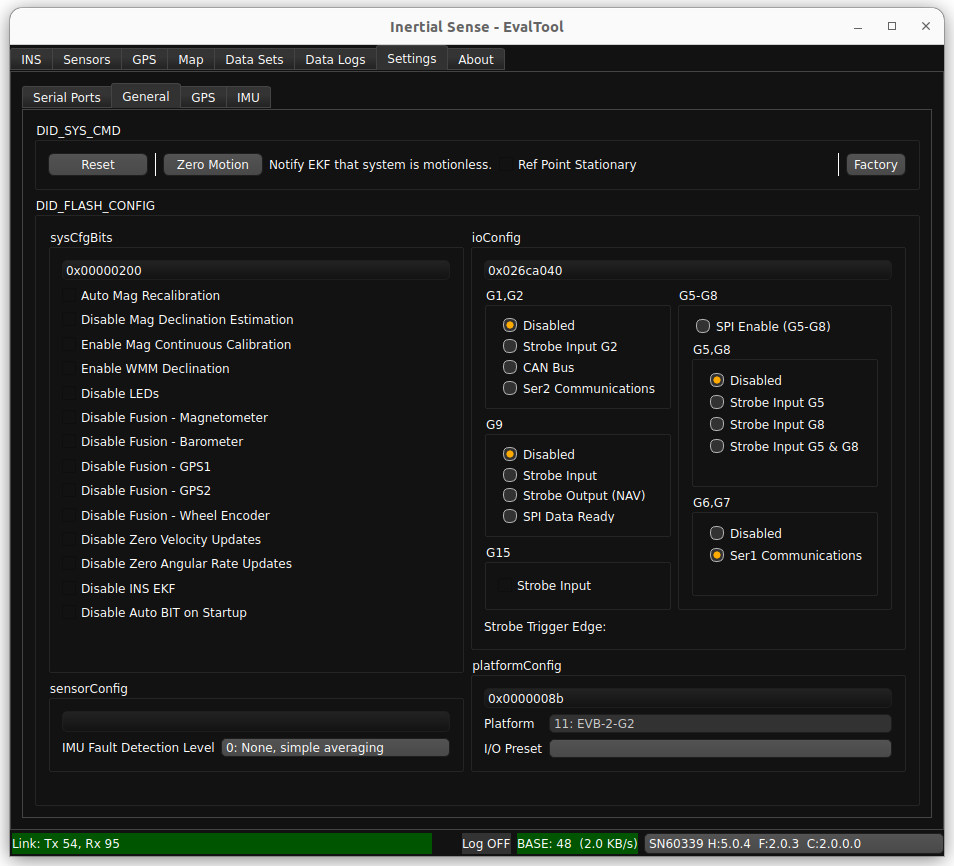 Inertial Sense - EvalTool
INS Sensors GPS Map Data Sets Data Logs Settings About
Serial Ports General GPS IMU
DID_SYS_CMD
Reset Zero Motion Notify EKF that system is motionless. Ref Point Stationary Factory
DID_FLASH_CONFIG
sysCfgBits
0x00000200
Auto Mag Recalibration
Disable Mag Declination Estimation
Enable Mag Continuous Calibration
Enable WMM Declination
Disable LEDs
Disable Fusion - Magnetometer
Disable Fusion - Barometer
Disable Fusion - GPS1
Disable Fusion - GPS2
Disable Fusion - Wheel Encoder
Disable Zero Velocity Updates
Disable Zero Angular Rate Updates
Disable INS EKF
Disable Auto BIT on Startup
sensorConfig
IMU Fault Detection Level 0: None, simple averaging
ioConfig
0x026ca040
G1,G2
Disabled
Strobe Input G2
CAN Bus
Ser2 Communications
G9
Disabled
Strobe Input
Strobe Output (NAV)
SPI Data Ready
G15
Strobe Input
Strobe Trigger Edge:
G5-G8
SPI Enable (G5-G8)
G5,G8
Disabled
Strobe Input G5
Strobe Input G8
Strobe Input G5 & G8
G6,G7
Disabled
Ser1 Communications
platformConfig
0x0000008b
Platform 11: EVB-2-G2
I/O Preset
Link: Tx 54, Rx 95 Log OFF BASE: 48 (2.0 KB/s) SN60339 H:5.0.4 F:2.0.3 C:2.0.0.0